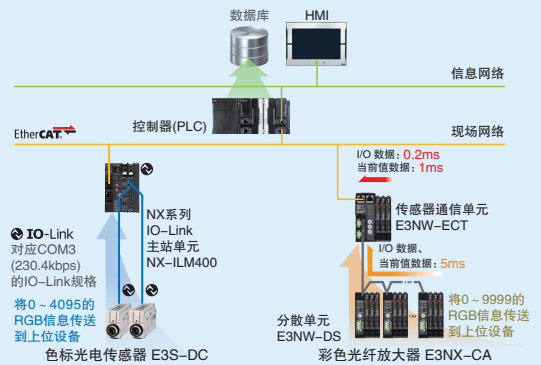 数据库
HMI
信息网络
控制器(PLC)
EtherCAT
现场网络
I/O 数据：0.2ms
当前值数据：1ms
传感器通信单元
E3NW-ECT
NX系列
IO-Link
主站单元
NX-ILM400
IO-Link
对应COM3
(230.4kbps)
的IO-Link规格
I/O 数据、
当前值数据：5ms
将0～4095的
RGB信息传送
到上位设备
分散单元
E3NW-DS
将0～9999的
RGB信息传送
到上位设备
色标光电传感器 E3S-DC
彩色光纤放大器 E3NX-CA